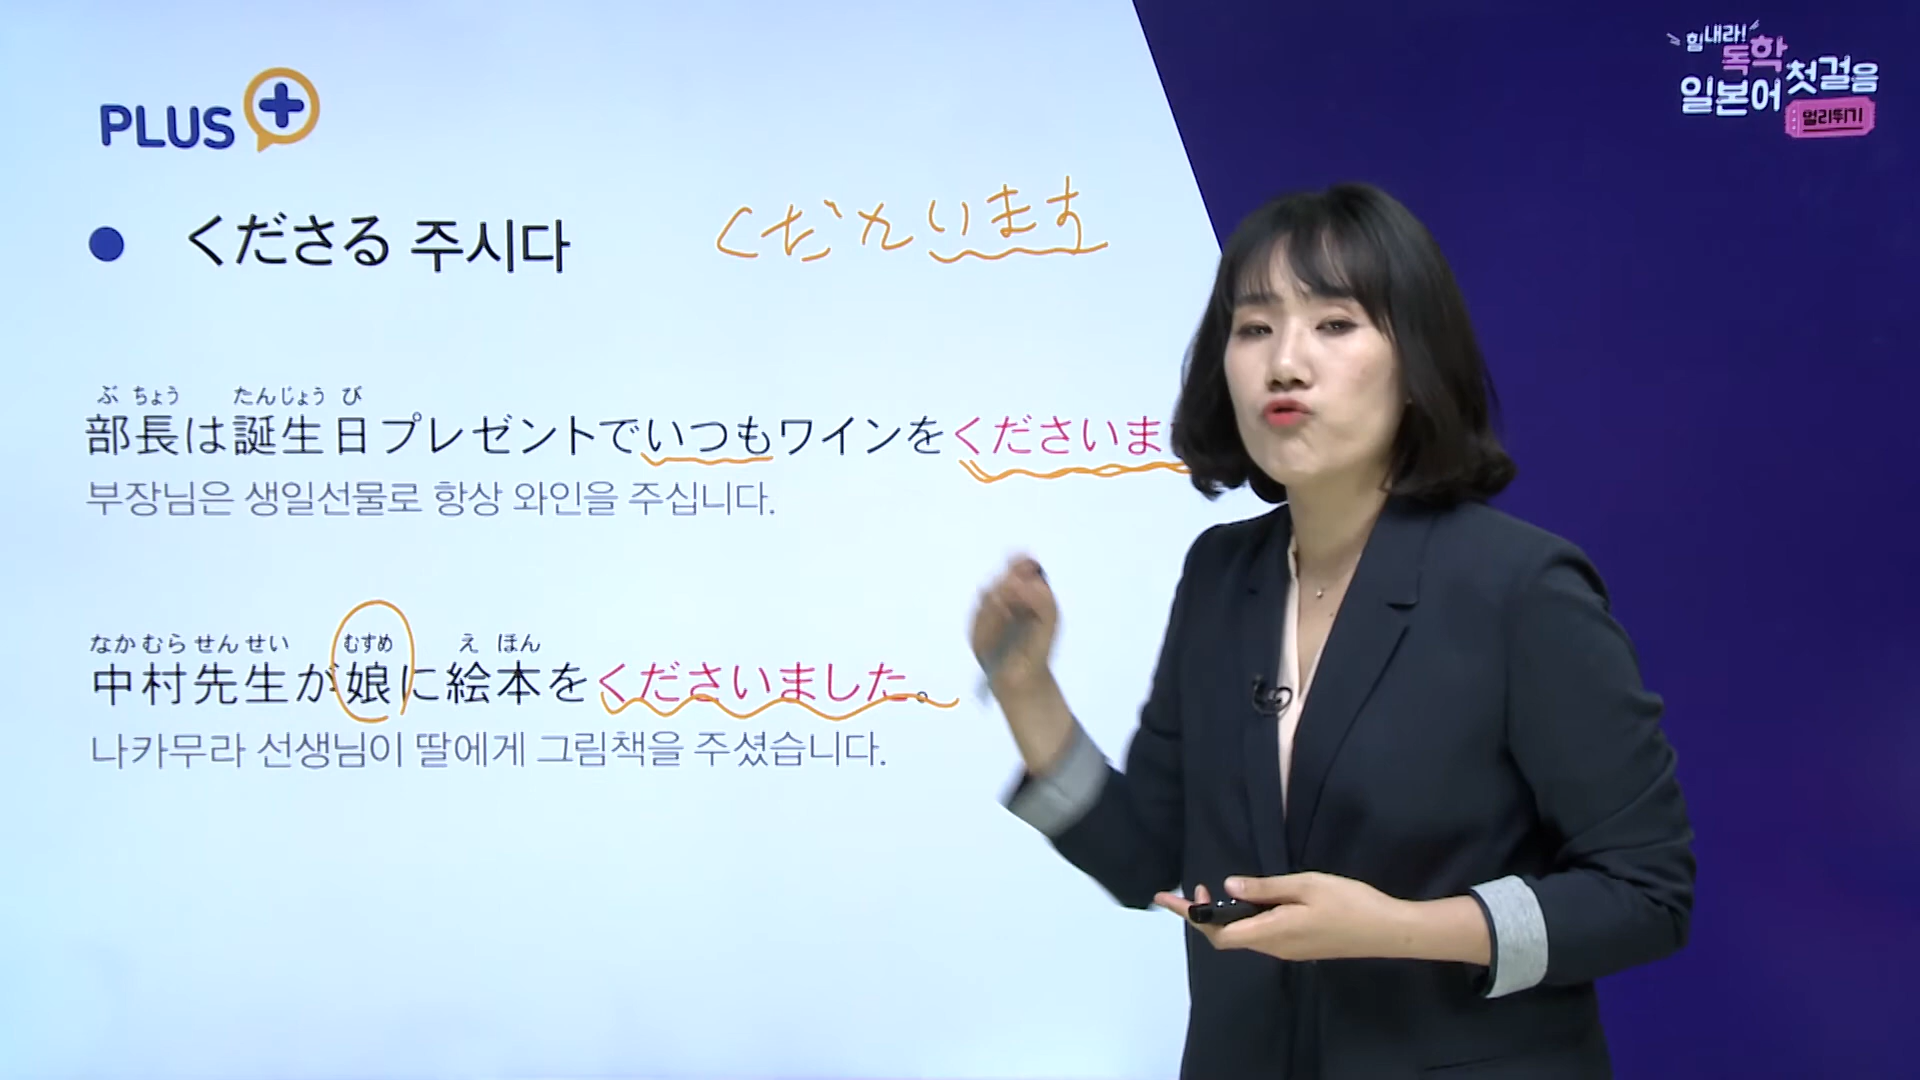 힘내라!
독학
일본어 첫걸음
멀리뛰기
PLUS+
● くださる 주시다
くださいます
ぶ ちょう たんじょう び
部長は誕生日プレゼントでいつもワインをくださいま
부장님은 생일선물로 항상 와인을 주십니다.
なか むら せん せい むすめ え ほん
中村先生が娘に絵本をくださいました。
나카무라 선생님이 딸에게 그림책을 주셨습니다.